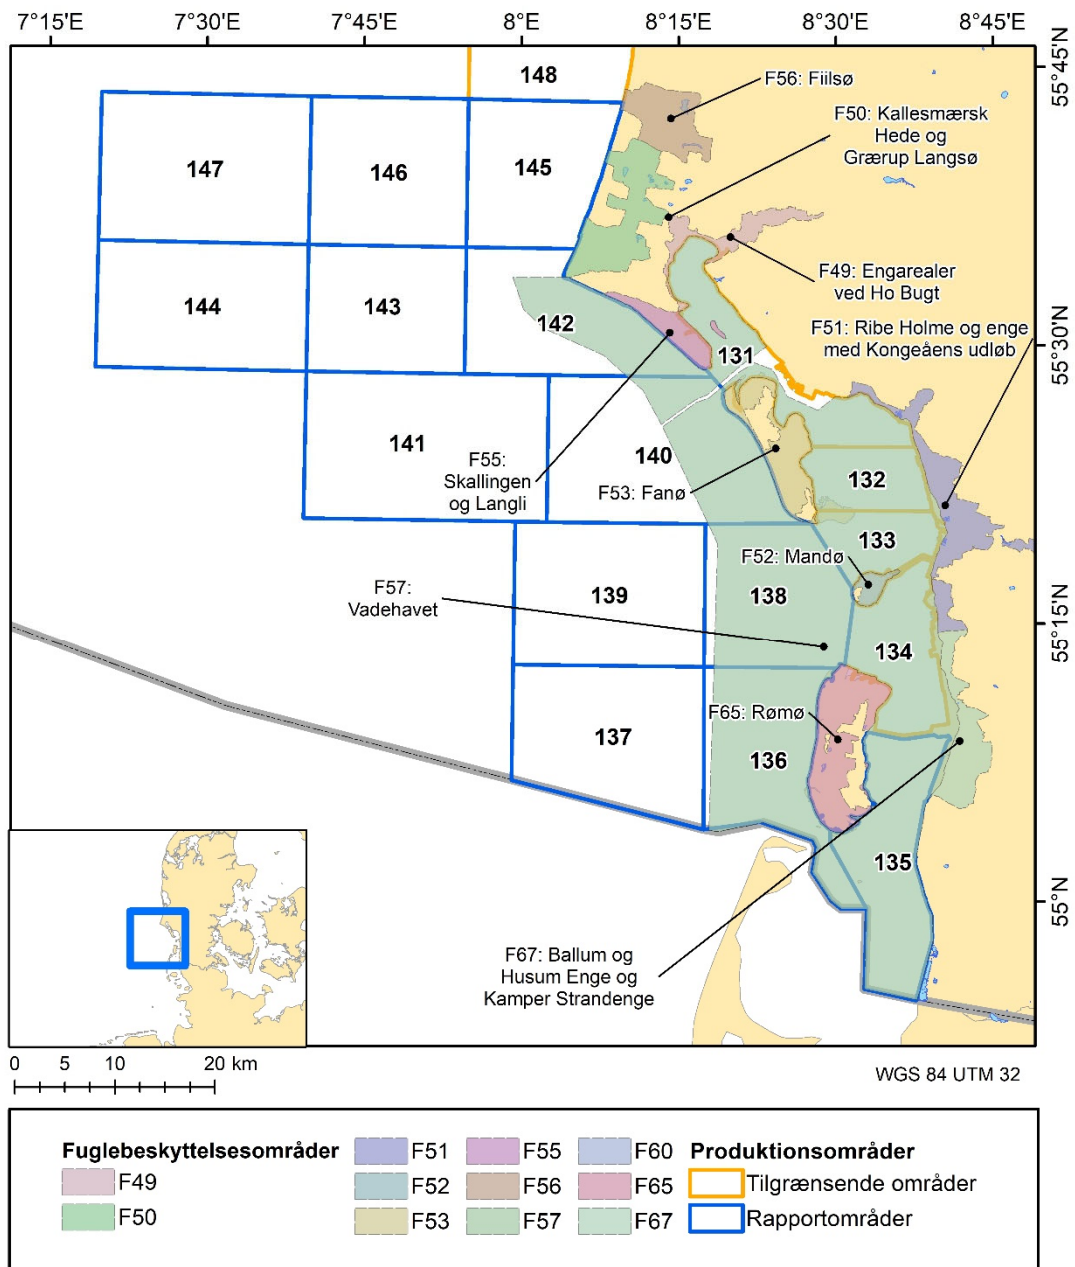 7°15'E 7°30'E 7°45'E 8° 8°15'E 8°30'E 8°45'E
55°45'N
148
F56: Fiilsø
F50: Kallesmærsk
Hede og
Grærup Langsø
147 146 145
F49: Engarealer
ved Ho Bugt
144 143 142
F51: Ribe Holme og enge
med Kongeåens udløb
55°30'N
131
141 140
F55:
Skallingen
og Langli
F53: Fanø
132
133
F52: Mandø
F57:
Vadehavet
139 138
55°15'N
134
F65: Rømø
137 136
135
55°N
F67: Ballum og
Husum Enge og
Kamper Strandenge
0 5 10 20 km
WGS 84 UTM 32
Fuglebeskyttelsesområder
F49
F50
F51
F52
F53
F55
F56
F57
F60
F65
F67
Produktionsområder
Tilgrænsende områder
Rapportområder